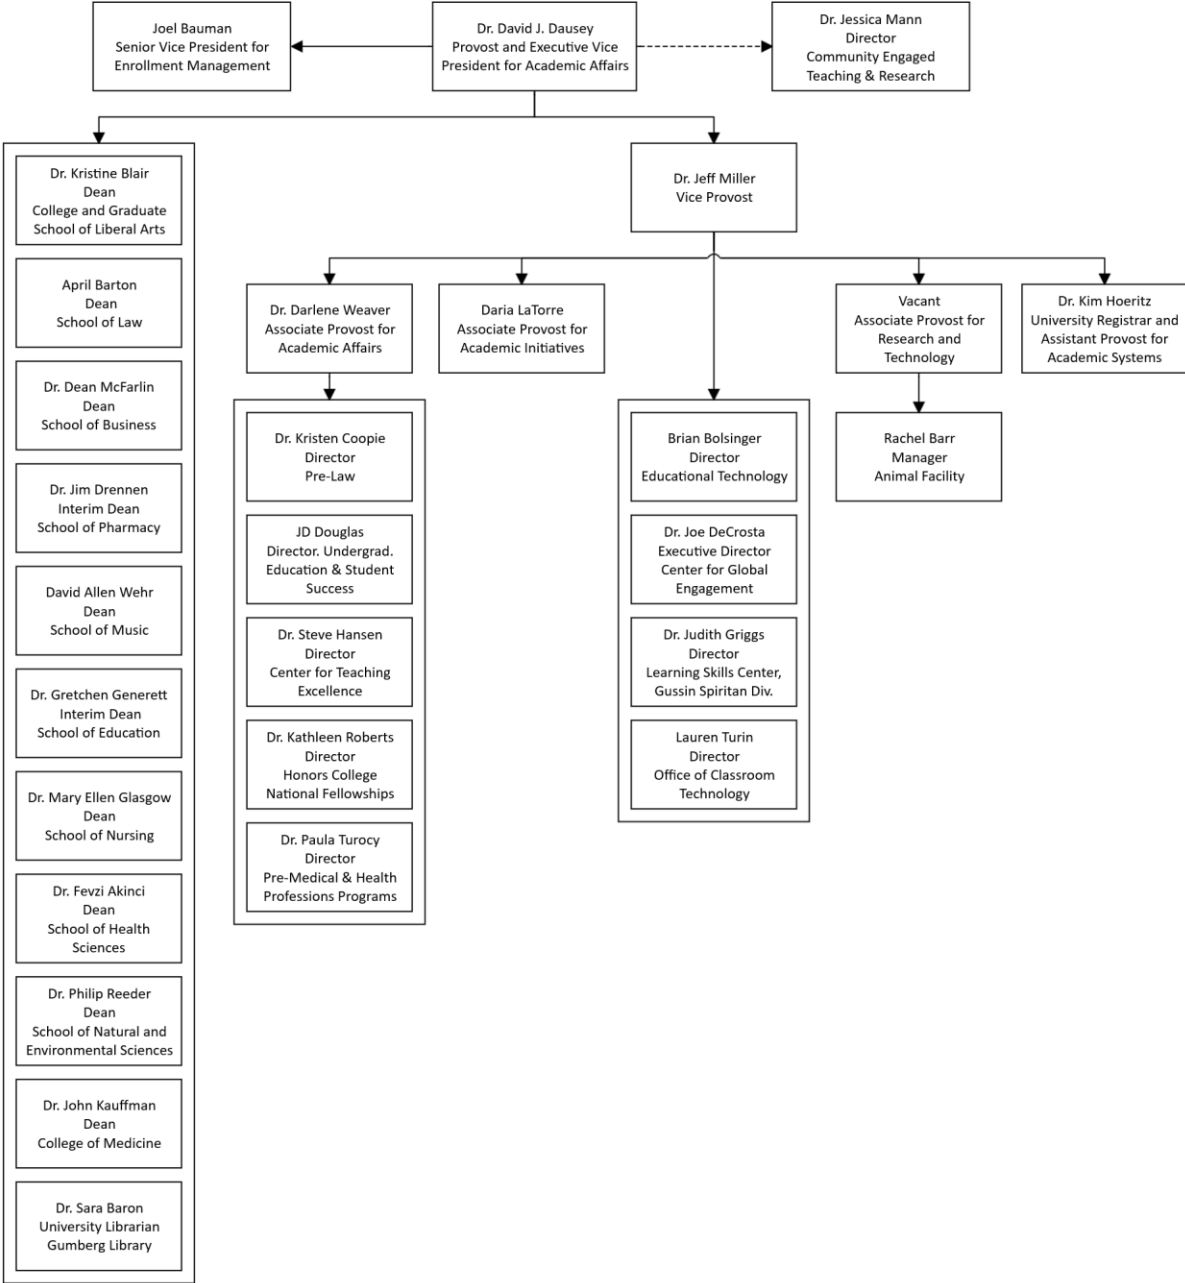 Joel Bauman
Senior Vice President for
Enrollment Management
Dr. David J. Dausey
Provost and Executive Vice
President for Academic Affairs
Dr. Jessica Mann
Director
Community Engaged
Teaching & Research
Dr. Kristine Blair
Dean
College and Graduate
School of Liberal Arts
April Barton
Dean
School of Law
Dr. Dean McFarlin
Dean
School of Business
Dr. Jim Drennen
Interim Dean
School of Pharmacy
David Allen Wehr
Dean
School of Music
Dr. Gretchen Generett
Interim Dean
School of Education
Dr. Mary Ellen Glasgow
Dean
School of Nursing
Dr. Fevzi Akinci
Dean
School of Health
Sciences
Dr. Philip Reeder
Dean
School of Natural and
Environmental Sciences
Dr. John Kauffman
Dean
College of Medicine
Dr. Sara Baron
University Librarian
Gumberg Library
Dr. Jeff Miller
Vice Provost
Dr. Darlene Weaver
Associate Provost for
Academic Affairs
Dr. Kristen Coopie
Director
Pre-Law
JD Douglas
Director. Undergrad.
Education & Student
Success
Dr. Steve Hansen
Director
Center for Teaching
Excellence
Dr. Kathleen Roberts
Director
Honors College
National Fellowships
Dr. Paula Turocy
Director
Pre-Medical & Health
Professions Programs
Daria LaTorre
Associate Provost for
Academic Initiatives
Brian Bolsinger
Director
Educational Technology
Dr. Joe DeCrosta
Executive Director
Center for Global
Engagement
Dr. Judith Griggs
Director
Learning Skills Center,
Gussin Spiritan Div.
Lauren Turin
Director
Office of Classroom
Technology
Vacant
Associate Provost for
Research and
Technology
Rachel Barr
Manager
Animal Facility
Dr. Kim Hoeritz
University Registrar and
Assistant Provost for
Academic Systems